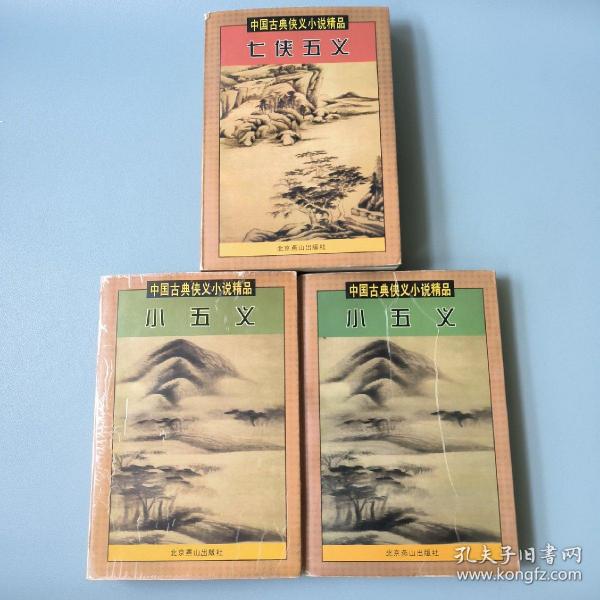 中国古典侠义小说精品
七侠五义
北京燕山出版社
中国古典侠义小说精品
小五义
北京燕山出版社
中国古典侠义小说精品
小五义
北京燕山出版社
孔夫子旧书网
www.kongfz.com